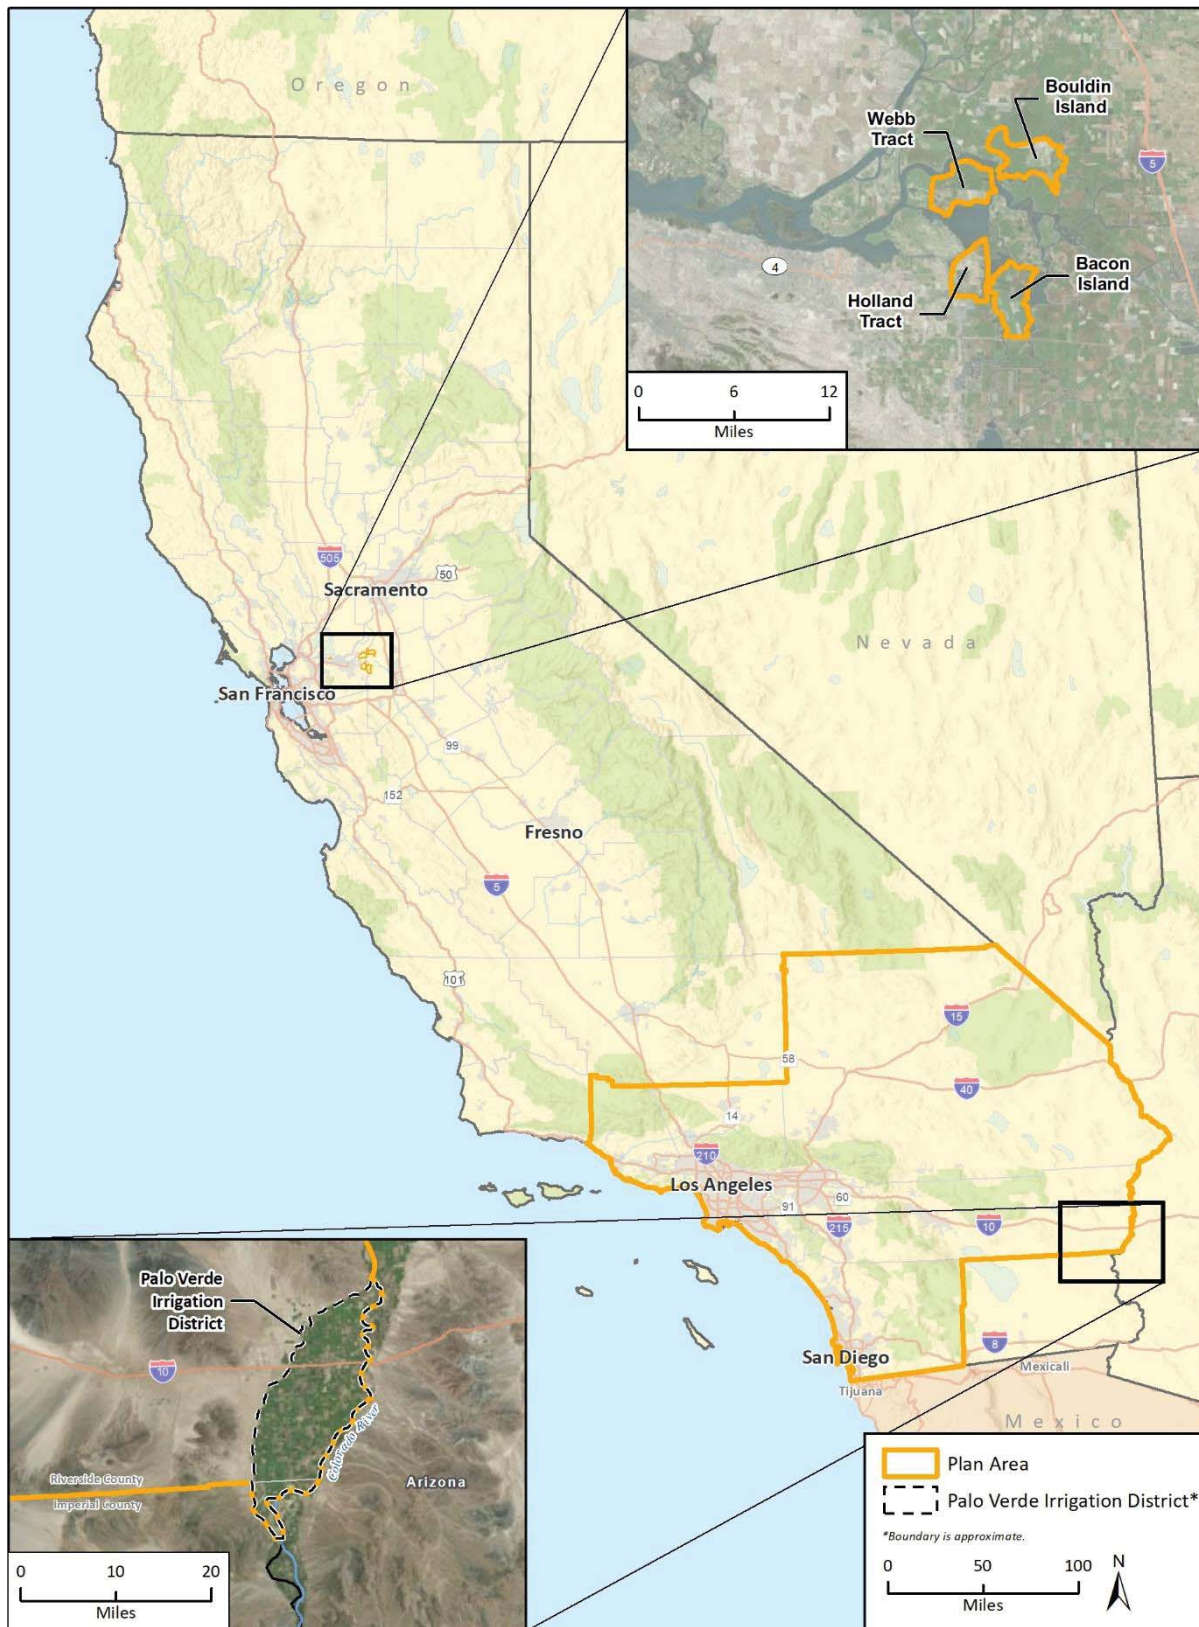 Oregon
Bouldin
Island
Webb
Tract
5
4
Bacon
Island
Holland
Tract
0 6 12
Miles
505
Sacramento
50
Nevada
San Francisco
99
152
Fresno
5
101
15
58
40
14
210
Los Angeles
91
60
215
10
8
San Diego
Mexicali
Tijuana
Mexico
Palo Verde
Irrigation
District
10
Colorado River
Arizona
Riverside County
Imperial County
0 10 20
Miles
Plan Area
Palo Verde Irrigation District*
*Boundary is approximate.
0 50 100
Miles
N